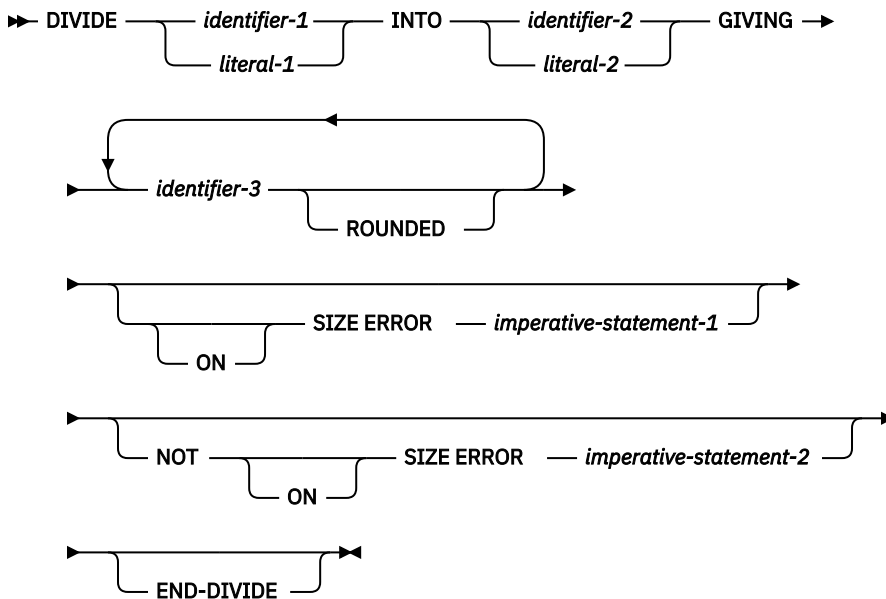 DIVIDE identifier-1 INTO identifier-2 GIVING
literal-1 literal-2
identifier-3
ROUNDED
SIZE ERROR imperative-statement-1
ON
NOT SIZE ERROR imperative-statement-2
ON
END-DIVIDE